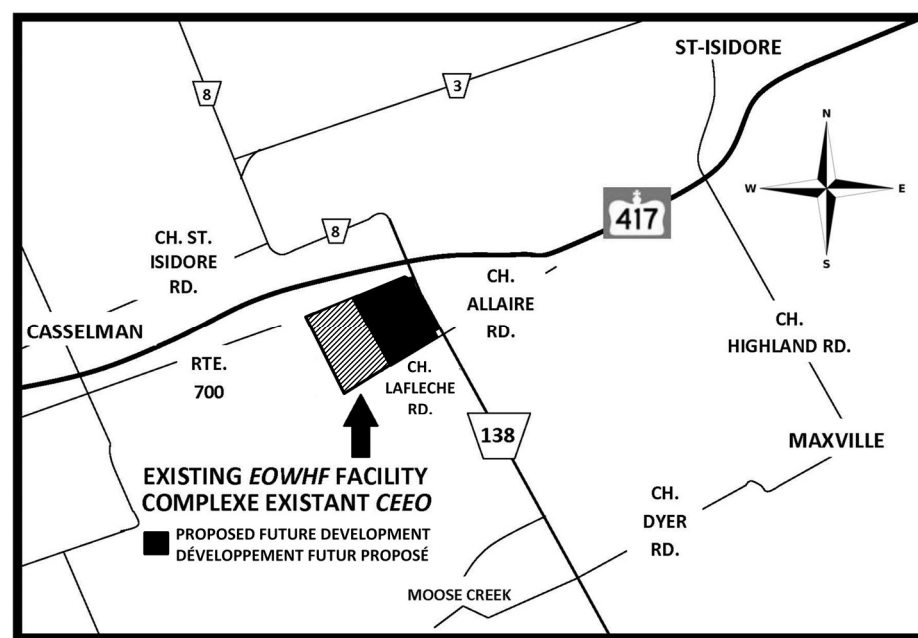 ST-ISIDORE
8
3
N
W
E
S
417
8
CH. ST.
ISIDORE
RD.
CH.
ALLAIRE
RD.
CASSELMAN
RTE.
700
CH.
LAFLECHE
RD.
CH.
HIGHLAND RD.
138
MAXVILLE
EXISTING EOWHF FACILITY
COMPLEXE EXISTANT CEEO
PROPOSED FUTURE DEVELOPMENT
DÉVELOPPEMENT FUTUR PROPOSÉ
CH.
DYER
RD.
MOOSE CREEK